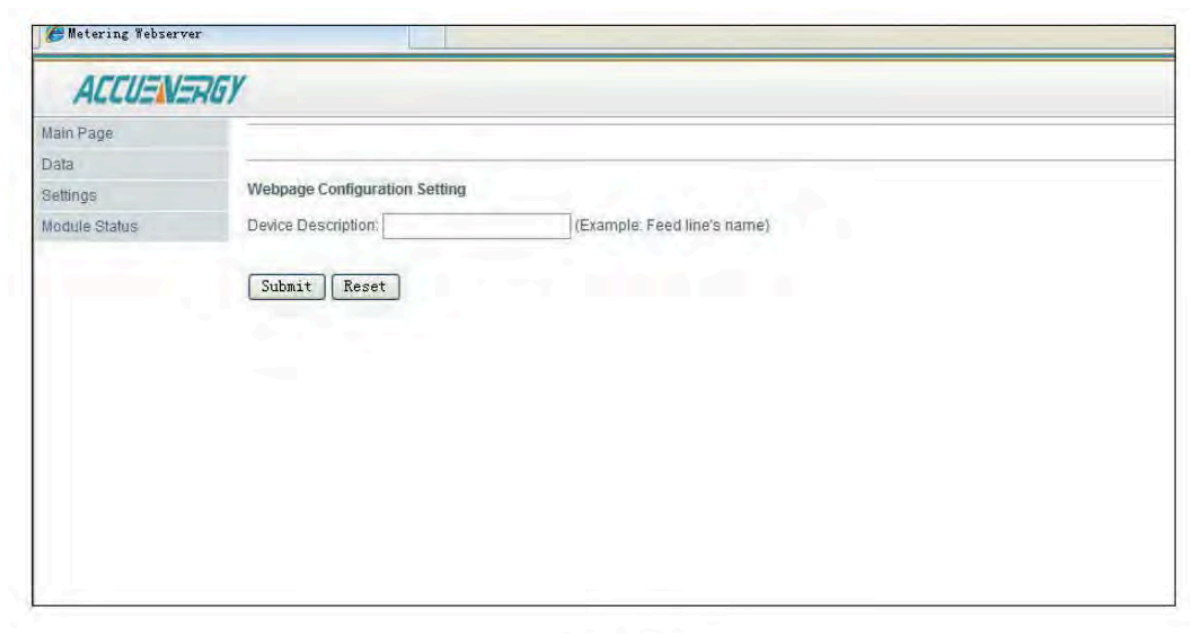 Metering Webserver
ACCUENERGY
Main Page
Data
Settings
Module Status
Webpage Configuration Setting
Device Description: (Example: Feed line's name)
Submit Reset